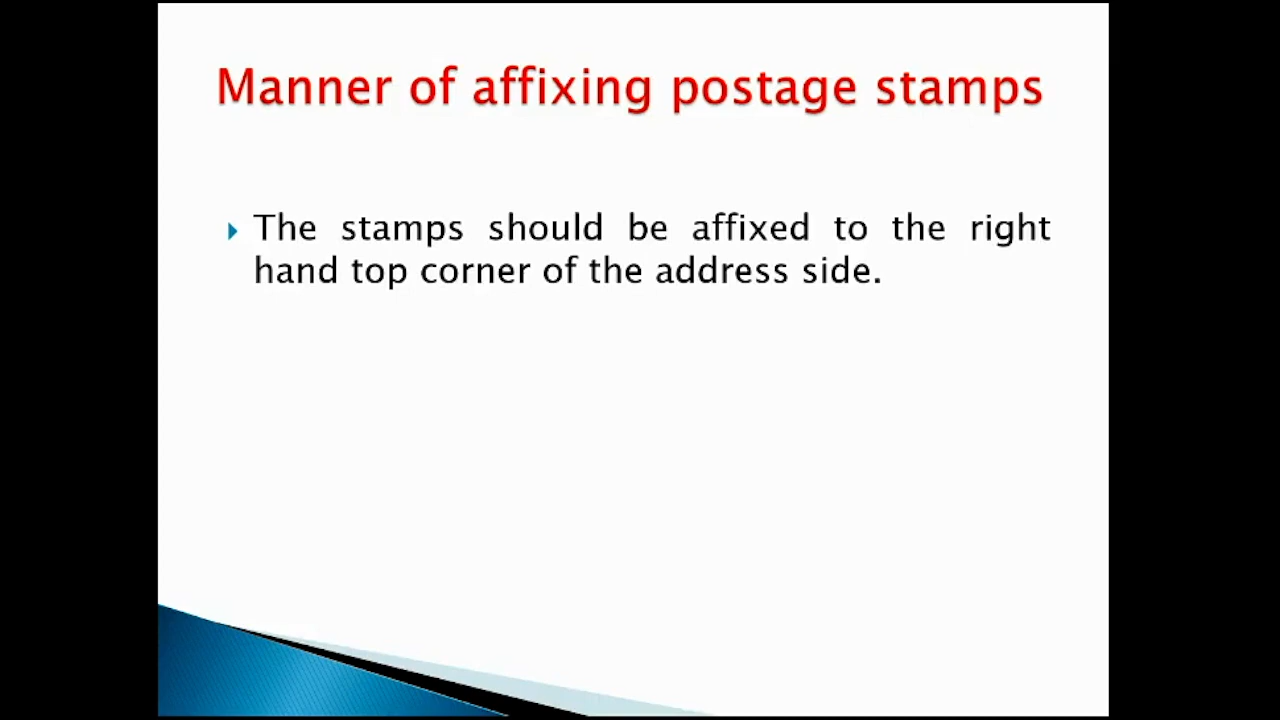 Manner of affixing postage stamps
The stamps should be affixed to the right
hand top corner of the address side.